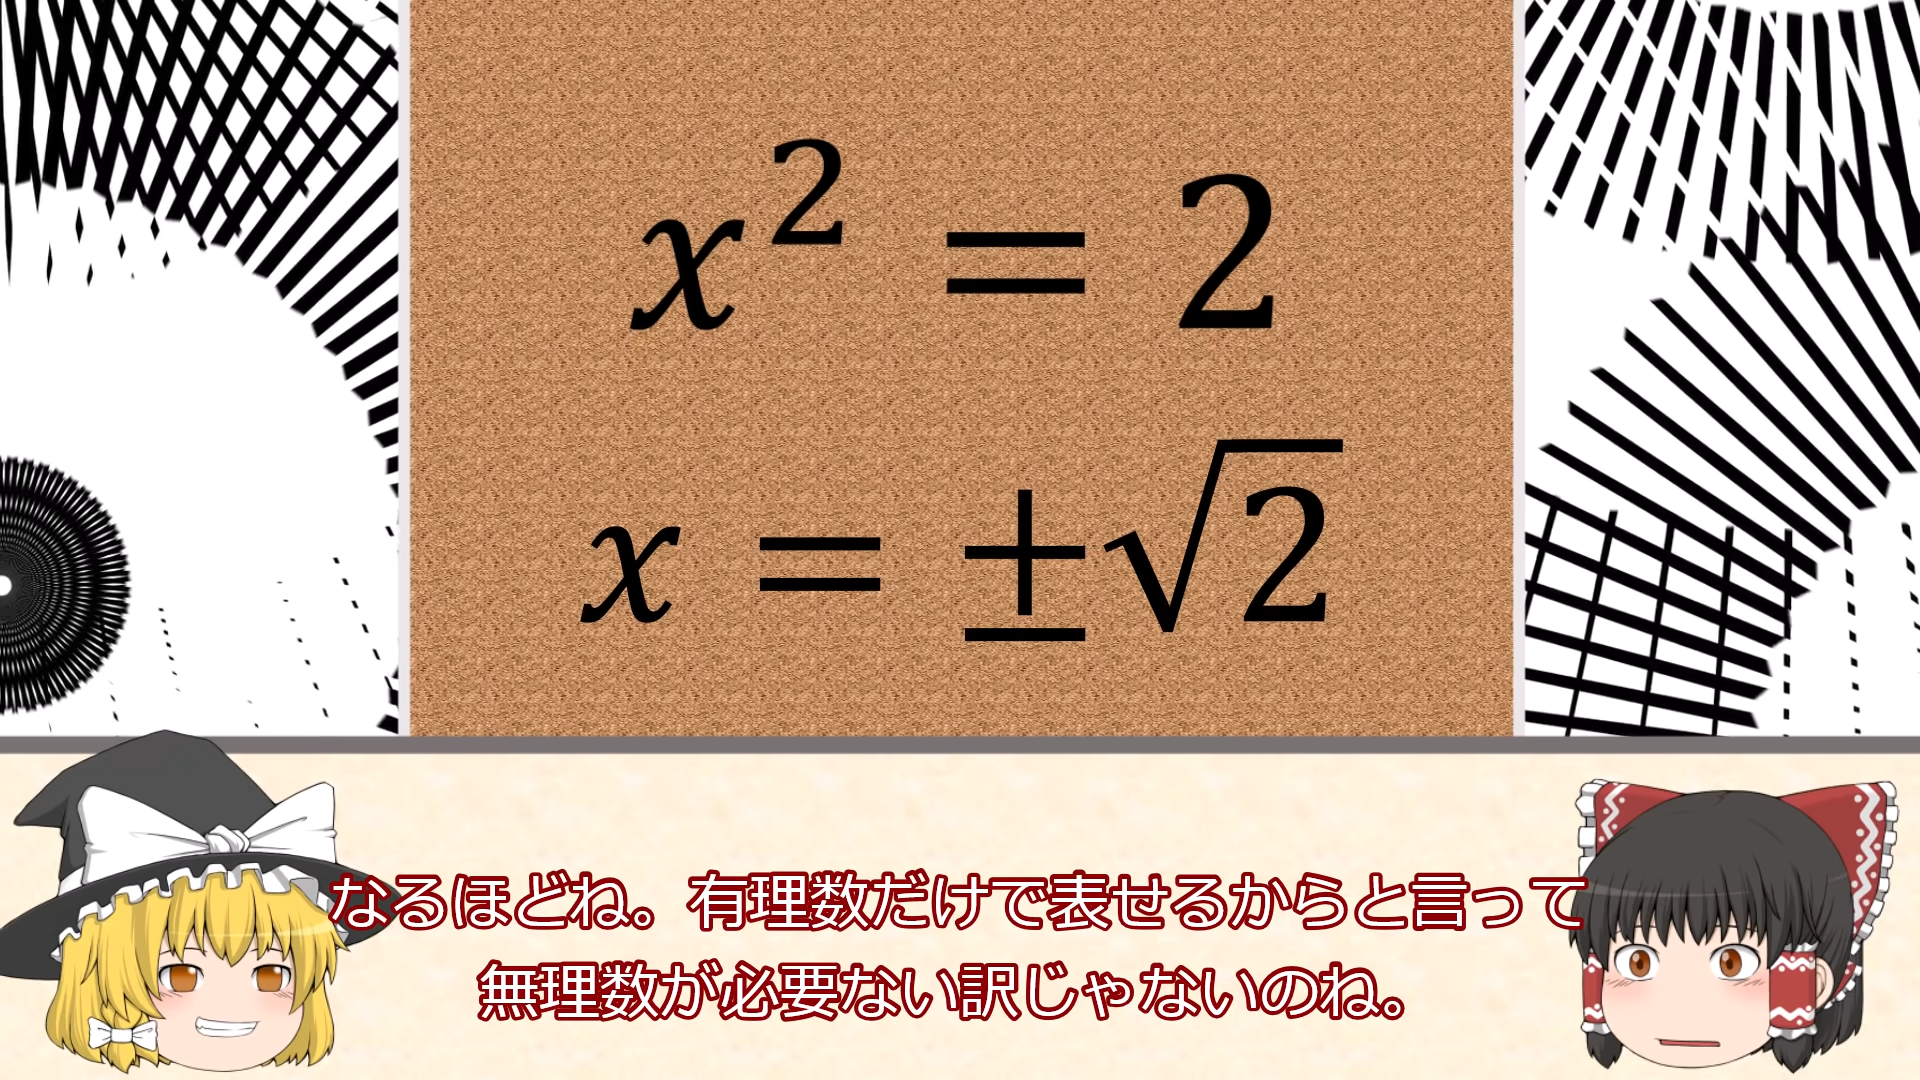 x² = 2
x = ±√2
なるほどね。有理数だけで表せるからと言って
無理数が必要ない訳じゃないのね。